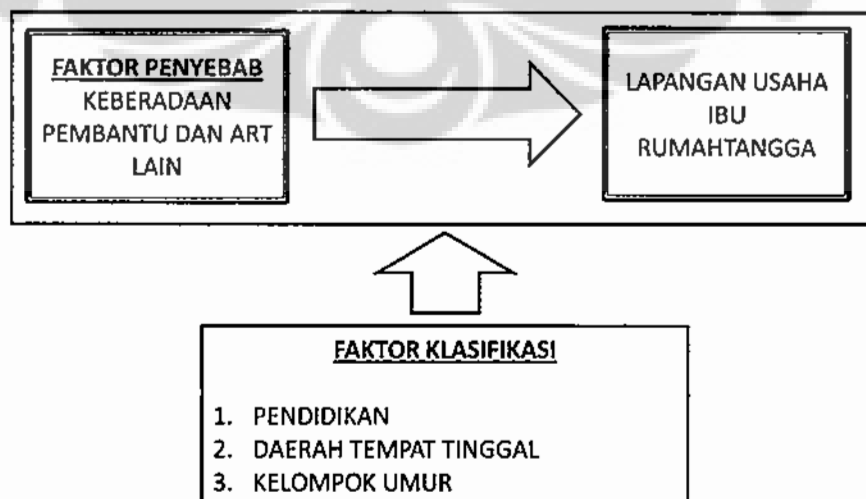 FAKTOR PENYEBAB
KEBERADAAN
PEMBANTU DAN ART
LAIN
LAPANGAN USAHA
IBU
RUMAHTANGGA
FAKTOR KLASIFIKASI
1. PENDIDIKAN
2. DAERAH TEMPAT TINGGAL
3. KELOMPOK UMUR